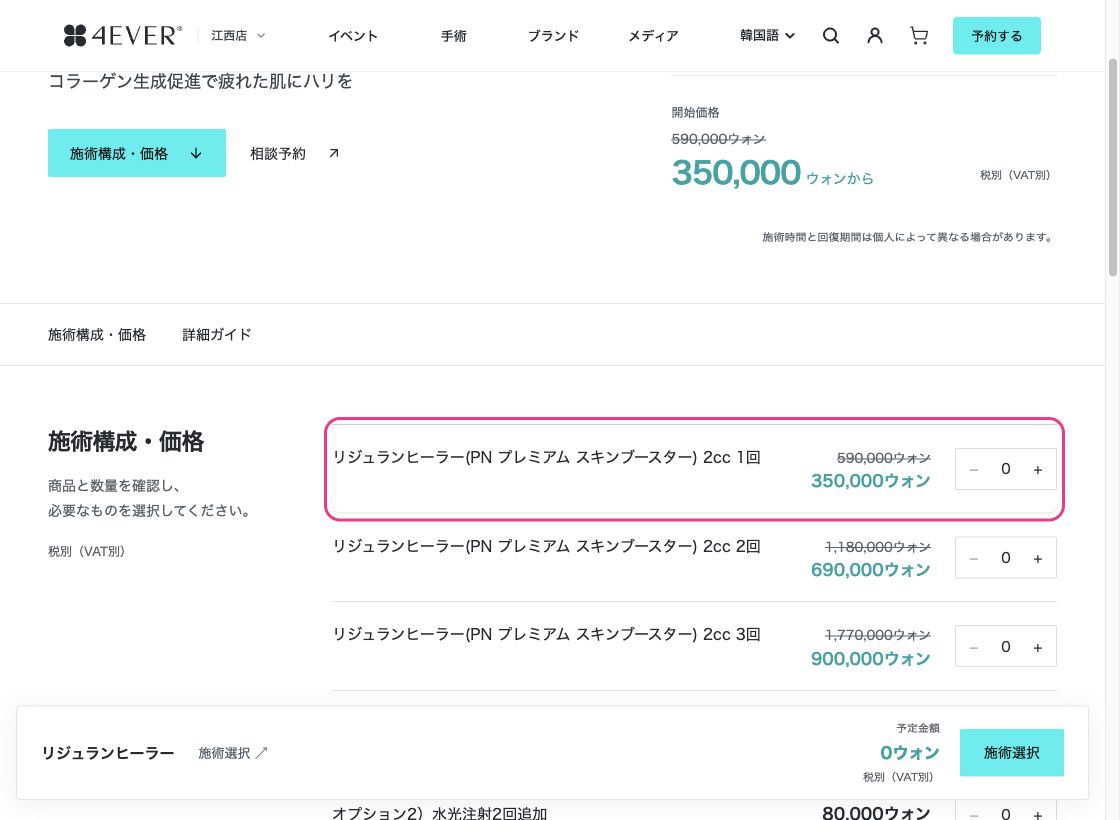 4EVER®
江西店
イベント
手術
ブランド
メディア
韓国語
予約する
コラーゲン生成促進で疲れた肌にハリを
施術構成・価格
相談予約
開始価格
590,000ウォン
350,000 ウォンから
税別（VAT別）
施術時間と回復期間は個人によって異なる場合があります。
施術構成・価格
詳細ガイド
施術構成・価格
商品と数量を確認し、
必要なものを選択してください。
税別（VAT別）
リジュランヒーラー(PN プレミアム スキンブースター) 2cc 1回
590,000ウォン
350,000ウォン
− 0 +
リジュランヒーラー(PN プレミアム スキンブースター) 2cc 2回
1,180,000ウォン
690,000ウォン
− 0 +
リジュランヒーラー(PN プレミアム スキンブースター) 2cc 3回
1,770,000ウォン
900,000ウォン
− 0 +
リジュランヒーラー
施術選択
予定金額
0ウォン
税別（VAT別）
施術選択
オプション2）水光注射2回追加
80,000ウォン
− 0 +